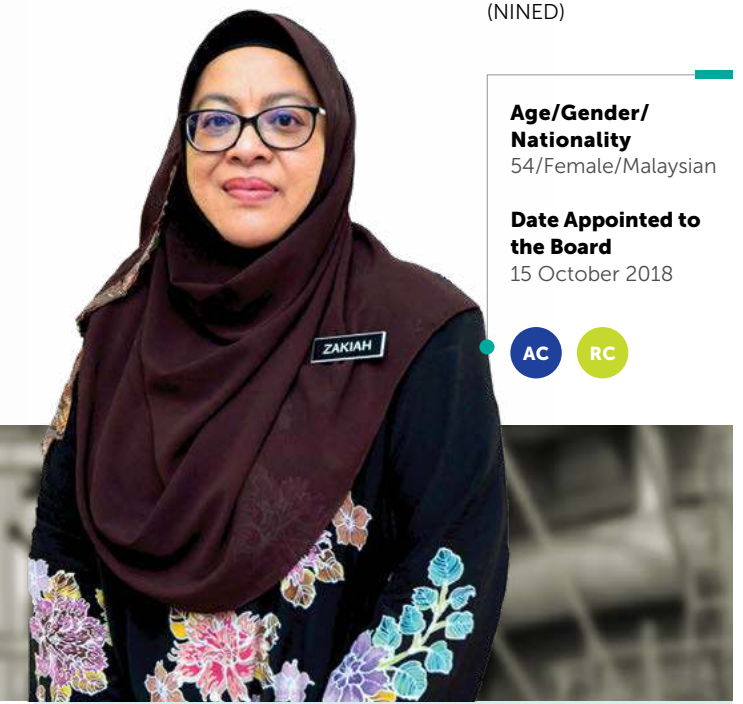 (NINED)
Age/Gender/
Nationality
54/Female/Malaysian
Date Appointed to
the Board
15 October 2018
AC RC
ZAKIAH